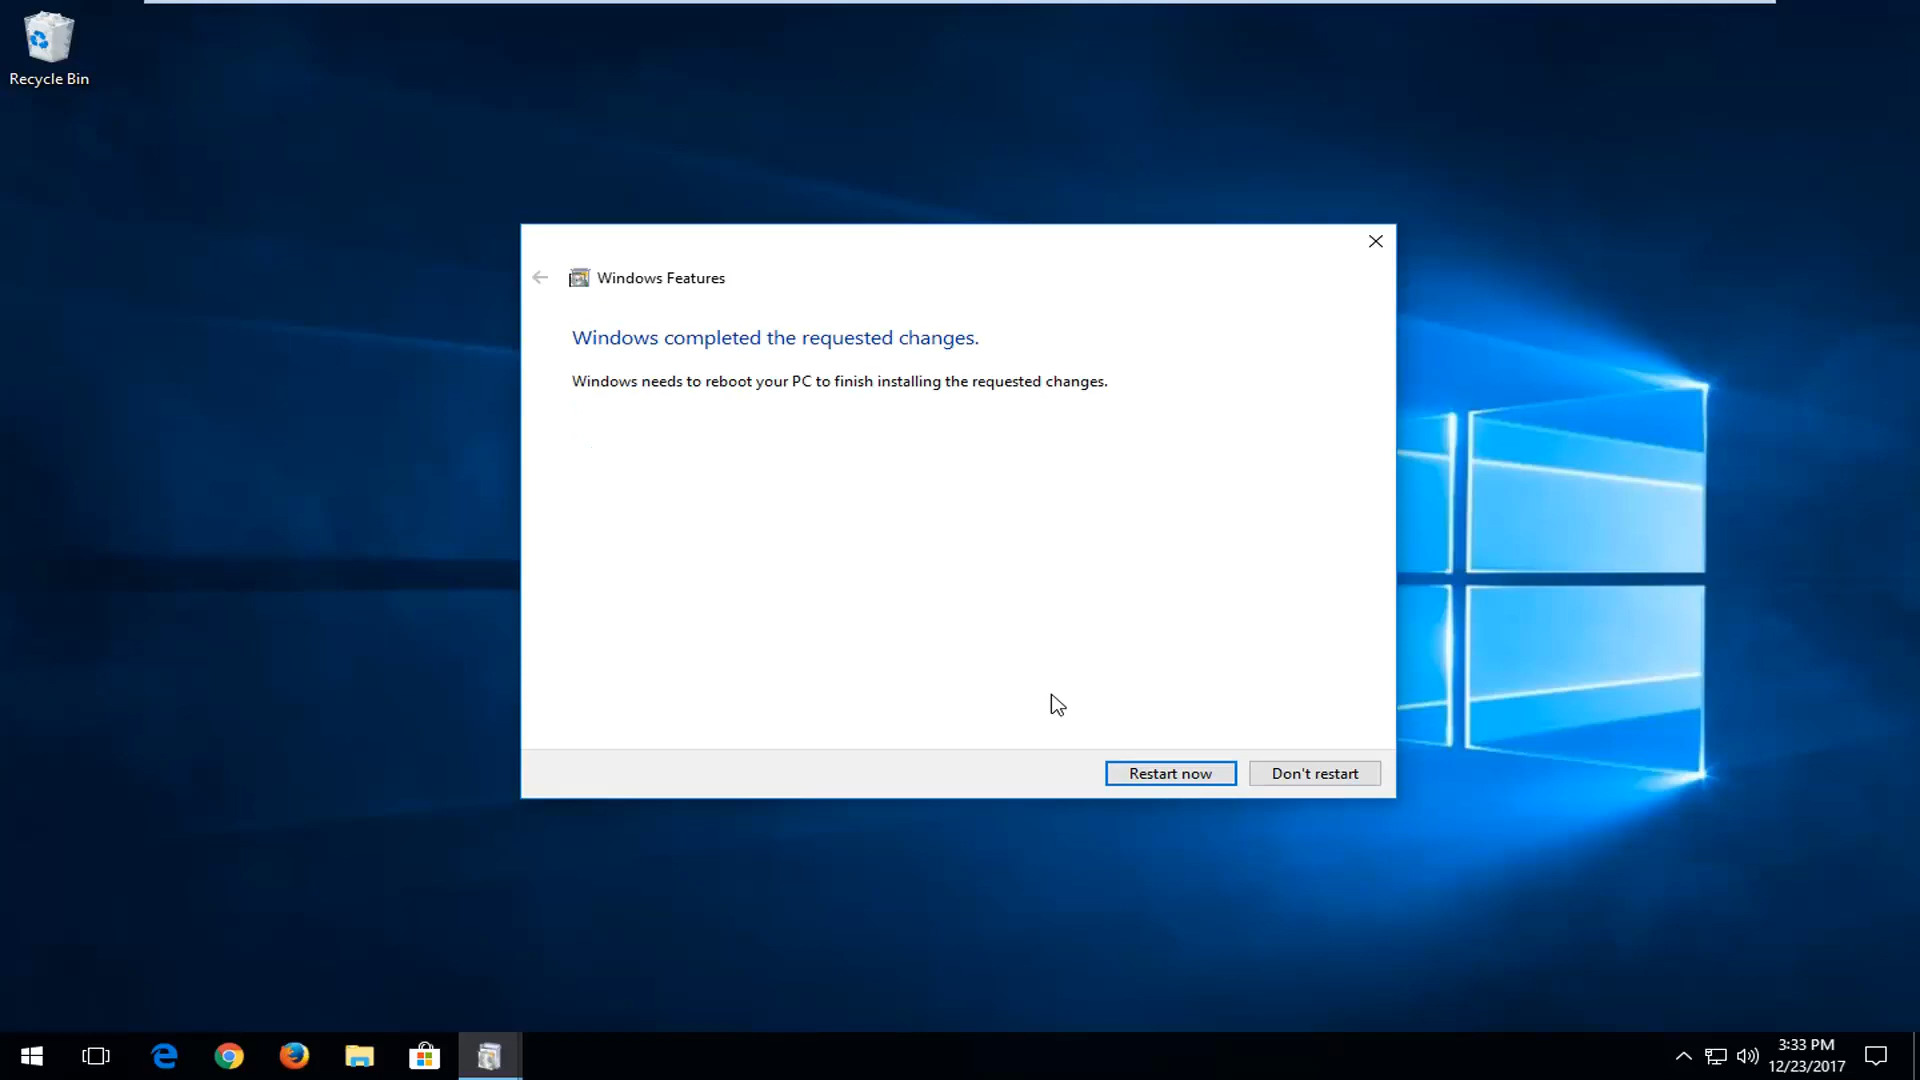 Recycle Bin
Windows Features
Windows completed the requested changes.
Windows needs to reboot your PC to finish installing the requested changes.
Restart now
Don't restart
3:33 PM
12/23/2017